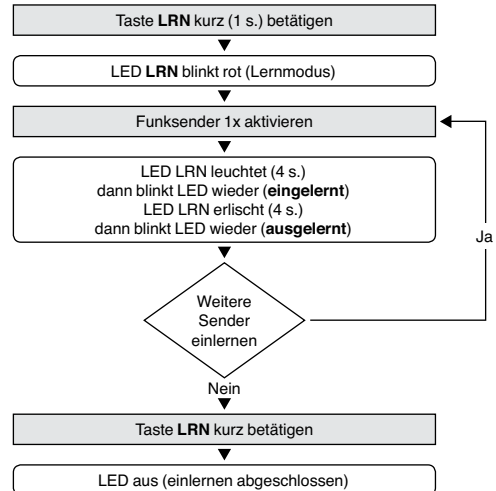 Taste LRN kurz (1 s.) betätigen
LED LRN blinkt rot (Lernmodus)
Funksender 1x aktivieren
LED LRN leuchtet (4 s.)
dann blinkt LED wieder (eingelernt)
LED LRN erlischt (4 s.)
dann blinkt LED wieder (ausgelernt)
Ja
Weitere
Sender
einlernen
Nein
Taste LRN kurz betätigen
LED aus (einlernen abgeschlossen)